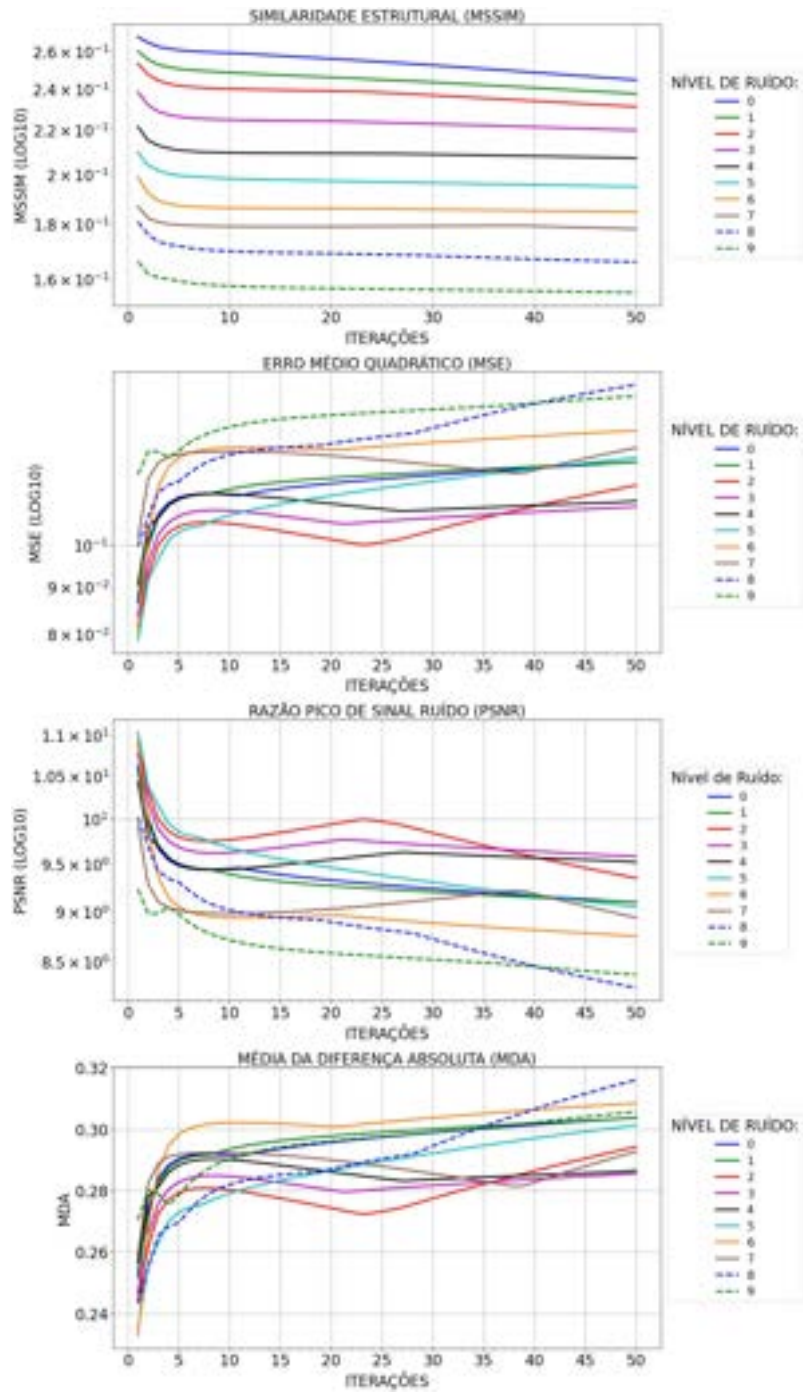 SIMILARIDADE ESTRUTURAL (MSSIM)
MSSIM (LOG10)
2.6 × 10⁻¹
2.4 × 10⁻¹
2.2 × 10⁻¹
2 × 10⁻¹
1.8 × 10⁻¹
1.6 × 10⁻¹
0 5 10 15 20 25 30 35 40 45 50
ITERAÇÕES
NÍVEL DE RUÍDO:
0
1
2
3
4
5
6
7
8
9
ERRO MÉDIO QUADRÁTICO (MSE)
MSE (LOG10)
10⁻¹
9 × 10⁻²
8 × 10⁻²
0 5 10 15 20 25 30 35 40 45 50
ITERAÇÕES
NÍVEL DE RUÍDO:
0
1
2
3
4
5
6
7
8
9
RAZÃO PICO DE SINAL RUÍDO (PSNR)
PSNR (LOG10)
1.1 × 10¹
1.05 × 10¹
10¹
9.5 × 10⁰
9 × 10⁰
8.5 × 10⁰
0 5 10 15 20 25 30 35 40 45 50
ITERAÇÕES
Nível de Ruído:
0
1
2
3
4
5
6
7
8
9
MÉDIA DA DIFERENÇA ABSOLUTA (MDA)
MDA
0.32
0.30
0.28
0.26
0.24
0 5 10 15 20 25 30 35 40 45 50
ITERAÇÕES
NÍVEL DE RUÍDO:
0
1
2
3
4
5
6
7
8
9